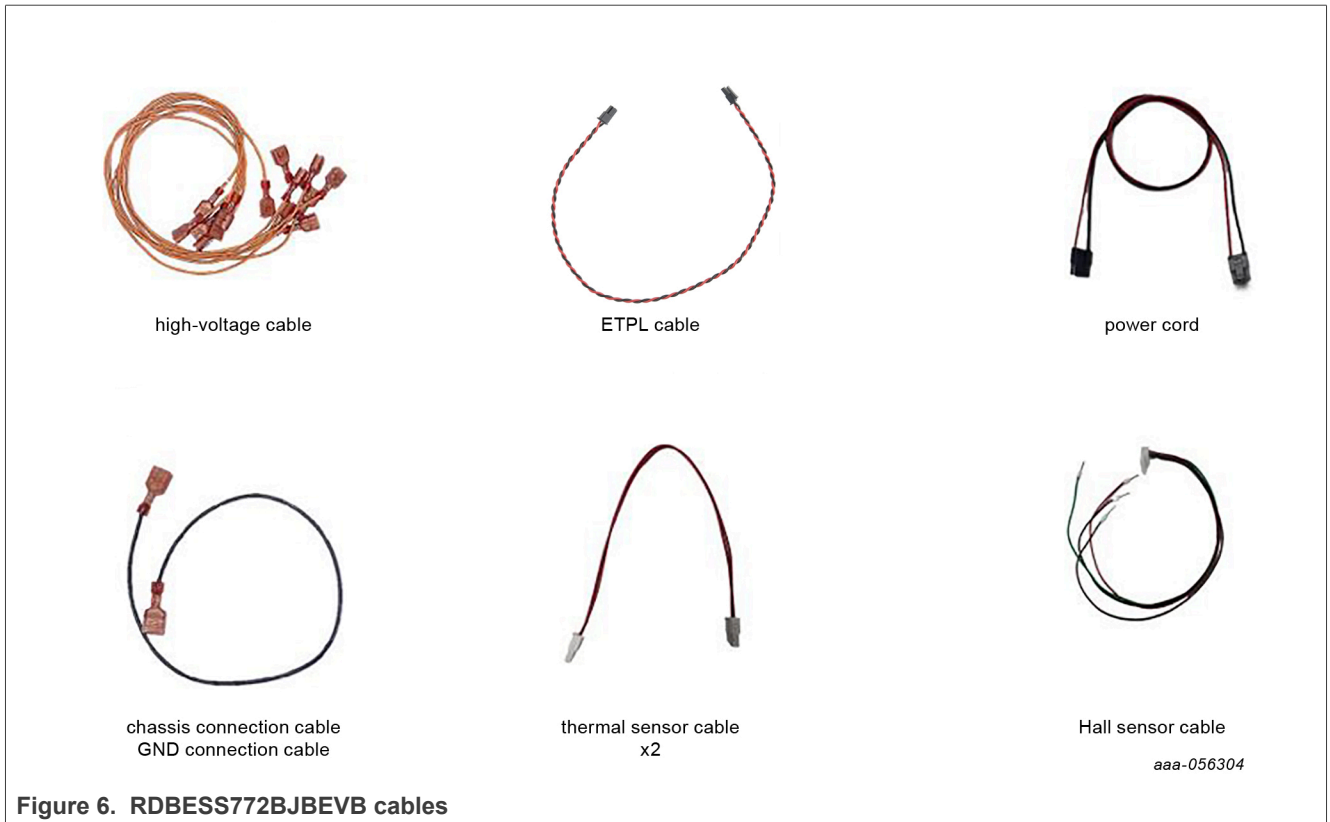 high-voltage cable
ETPL cable
power cord
chassis connection cable
GND connection cable
thermal sensor cable
x2
Hall sensor cable
aaa-056304
Figure 6. RDBESS772BJBEVB cables